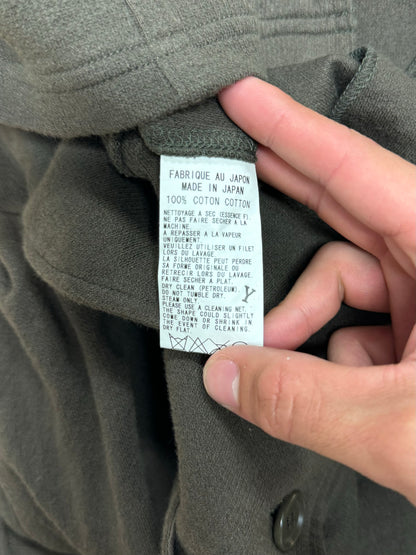 FABRIQUE AU JAPON
MADE IN JAPAN
100% COTON COTTON
NETTOYAGE A SEC (ESSENCE F).
NE PAS FAIRE SECHER A LA
MACHINE.
A REPASSER A LA VAPEUR
UNIQUEMENT.
VEUILLEZ UTILISER UN FILET
LORS DU LAVAGE.
LA SILHOUETTE PEUT PERDRE
SA FORME ORIGINALE OU
RETRECIR LORS DU LAVAGE.
FAIRE SECHER A PLAT.
DRY CLEAN (PETROLEUM).
DO NOT TUMBLE DRY.
STEAM ONLY.
PLEASE USE A CLEANING NET.
THE SHAPE COULD SLIGHTLY
COME DOWN OR SHRINK IN
THE EVENT OF CLEANING.
DRY FLAT.
Y